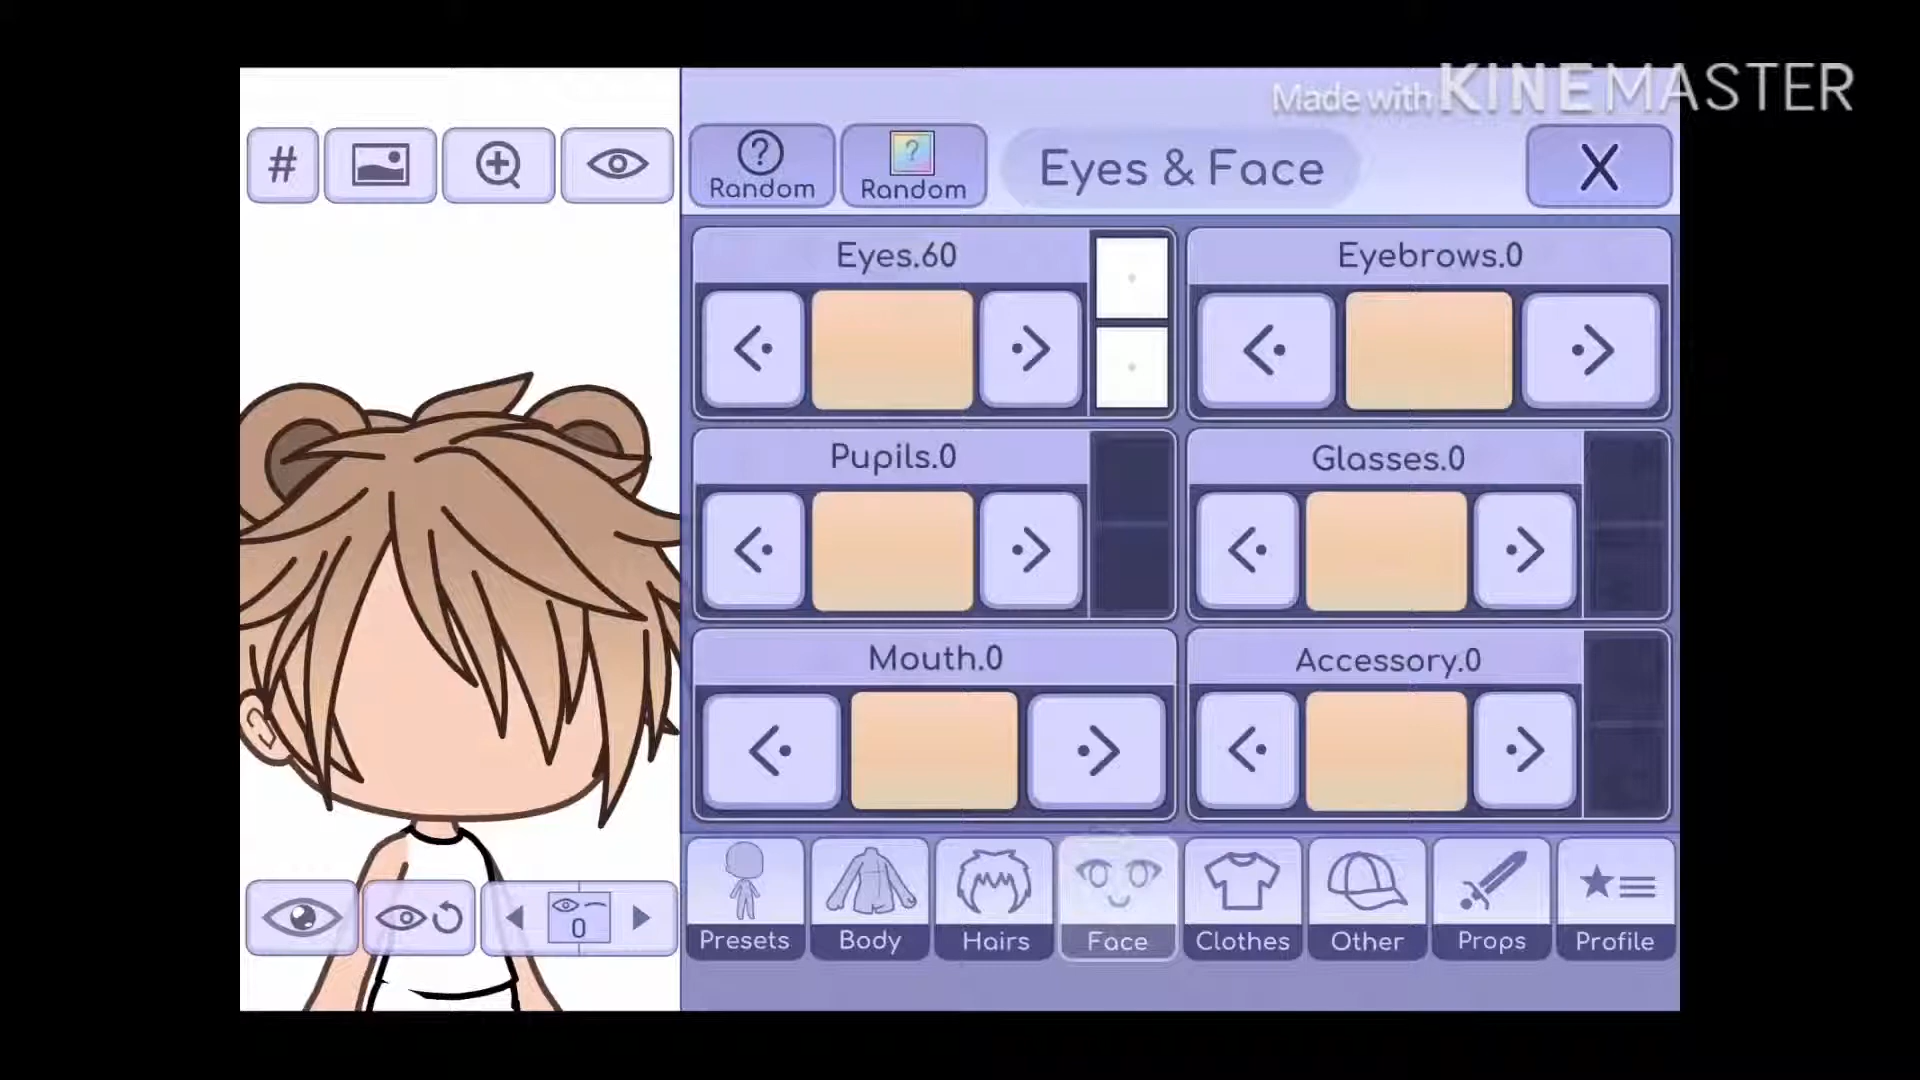 Made with KINEMASTER
#
? Random
? Random
Eyes & Face
X
Eyes.60
Eyebrows.0
Pupils.0
Glasses.0
Mouth.0
Accessory.0
0
Presets
Body
Hairs
Face
Clothes
Other
Props
Profile